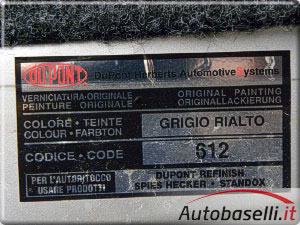 DUPONT DuPont Herberts Automotive Systems
VERNICIATURA ORIGINALE ORIGINAL PAINTING
PEINTURE ORIGINALE ORIGINALLACKIERUNG
COLORE - TEINTE
COLOUR - FARBTON GRIGIO RIALTO
CODICE - CODE 612
PER L'AUTORITOCCO DUPONT REFINISH
USARE PRODOTTI SPIES HECKER - STANDOX
Autobaselli.it